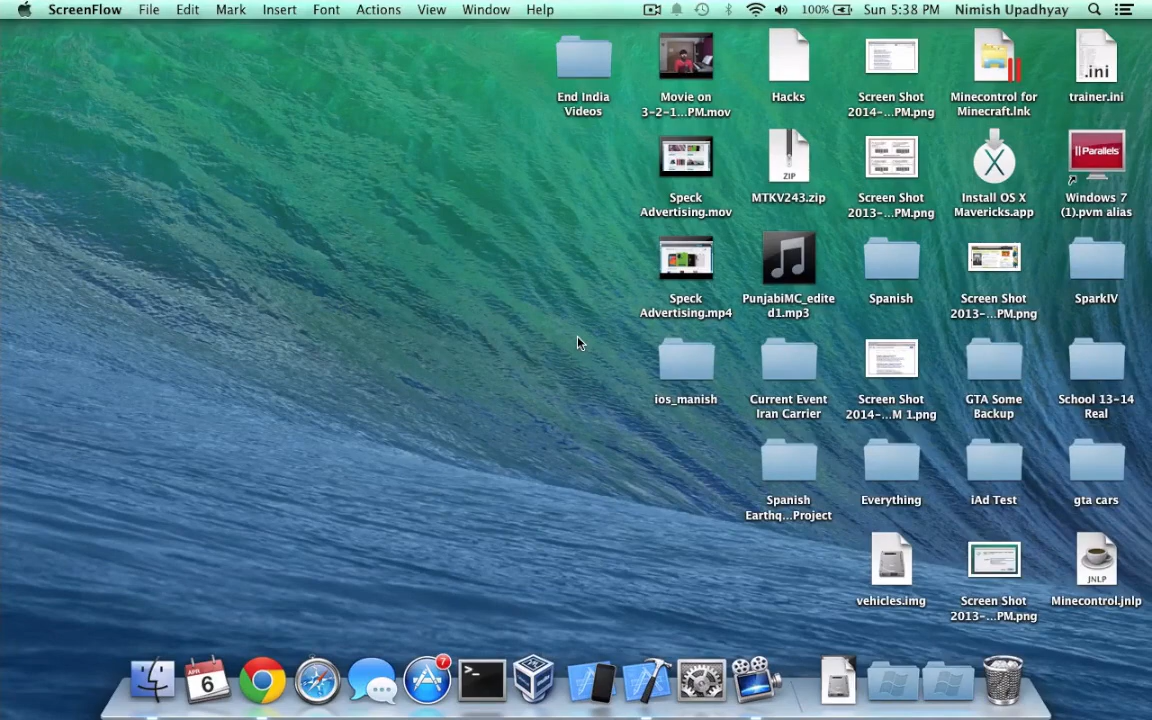 ScreenFlow File Edit Mark Insert Font Actions View Window Help 100% Sun 5:38 PM Nimish Upadhyay
End India
Videos
Movie on
3-2-1...PM.mov
Hacks
Screen Shot
2014-...PM.png
Minecontrol for
Minecraft.lnk
.ini
trainer.ini
Speck
Advertising.mov
ZIP
MTKV243.zip
Screen Shot
2013-...PM.png
Install OS X
Mavericks.app
Parallels
Windows 7
(1).pvm alias
Speck
Advertising.mp4
PunjabiMC_edite
d1.mp3
Spanish
Screen Shot
2013-...PM.png
SparkIV
ios_manish
Current Event
Iran Carrier
Screen Shot
2014-...M 1.png
GTA Some
Backup
School 13-14
Real
Spanish
Earthq...Project
Everything
iAd Test
gta cars
vehicles.img
Screen Shot
2013-...PM.png
JNLP
Minecontrol.jnlp
APR
6
7
>_